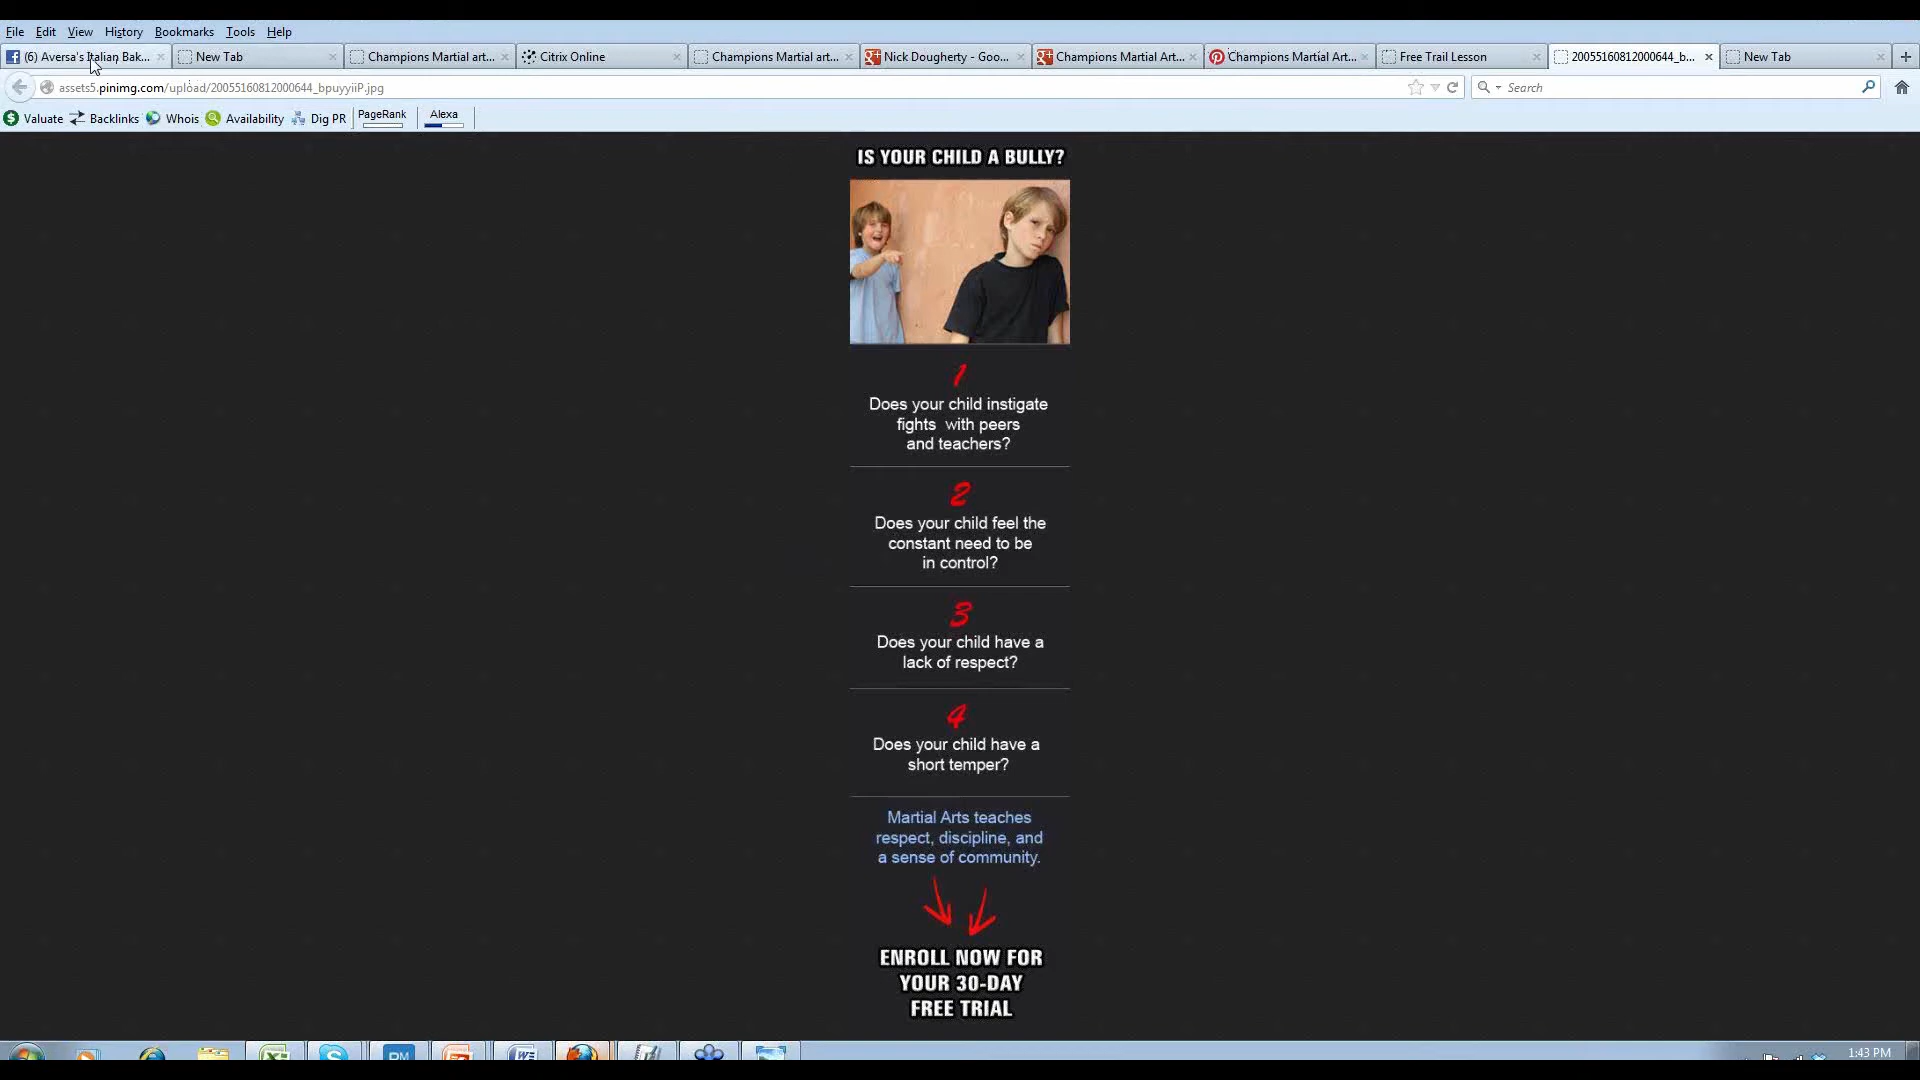 File Edit View History Bookmarks Tools Help
(6) Aversa's Italian Bak...
New Tab
Champions Martial art...
Citrix Online
Champions Martial art...
Nick Dougherty - Goo...
Champions Martial Art...
Champions Martial Art...
Free Trail Lesson
20055160812000644_b...
New Tab
assets5.pinimg.com/upload/20055160812000644_bpuyyiiP.jpg
Search
Valuate Backlinks Whois Availability Dig PR PageRank Alexa
IS YOUR CHILD A BULLY?
1
Does your child instigate
fights with peers
and teachers?
2
Does your child feel the
constant need to be
in control?
3
Does your child have a
lack of respect?
4
Does your child have a
short temper?
Martial Arts teaches
respect, discipline, and
a sense of community.
ENROLL NOW FOR
YOUR 30-DAY
FREE TRIAL
PM
1:43 PM